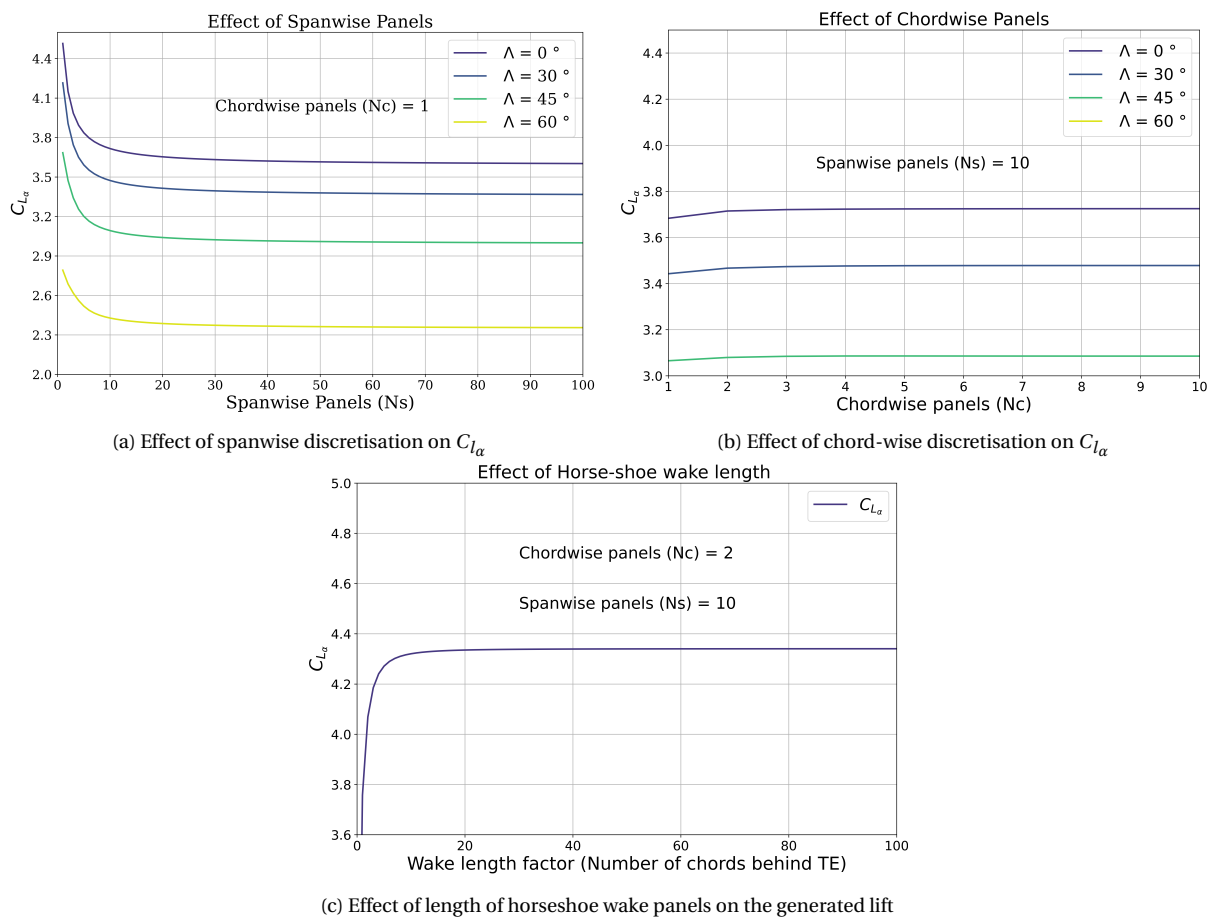 Effect of Spanwise Panels
4.4
4.1
3.8
3.5
3.2
2.9
2.6
2.3
2.0
C_{L_α}
Λ = 0 °
Λ = 30 °
Λ = 45 °
Λ = 60 °
Chordwise panels (Nc) = 1
0 10 20 30 40 50 60 70 80 90 100
Spanwise Panels (Ns)
(a) Effect of spanwise discretisation on C_{l_α}
Effect of Chordwise Panels
4.4
4.2
4.0
3.8
3.6
3.4
3.2
3.0
C_{L_α}
Λ = 0 °
Λ = 30 °
Λ = 45 °
Λ = 60 °
Spanwise panels (Ns) = 10
1 2 3 4 5 6 7 8 9 10
Chordwise panels (Nc)
(b) Effect of chord-wise discretisation on C_{l_α}
Effect of Horse-shoe wake length
5.0
4.8
4.6
4.4
4.2
4.0
3.8
3.6
C_{L_α}
C_{L_α}
Chordwise panels (Nc) = 2
Spanwise panels (Ns) = 10
0 20 40 60 80 100
Wake length factor (Number of chords behind TE)
(c) Effect of length of horseshoe wake panels on the generated lift